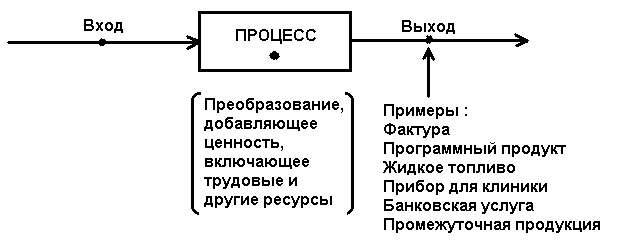 Вход
ПРОЦЕСС
Выход
Преобразование,
добавляющее
ценность,
включающее
трудовые и
другие ресурсы
Примеры :
Фактура
Программный продукт
Жидкое топливо
Прибор для клиники
Банковская услуга
Промежуточная продукция